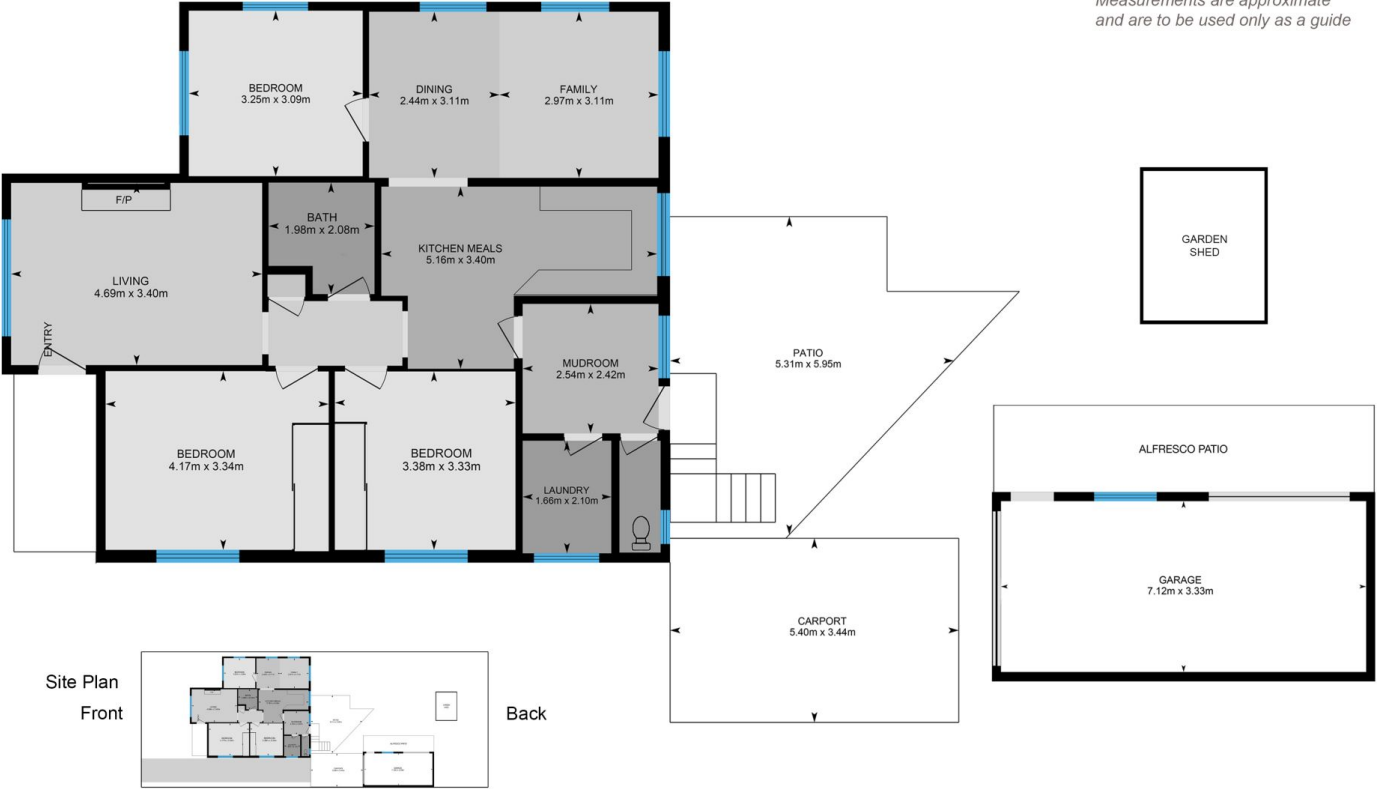 Measurements are approximate
and are to be used only as a guide
BEDROOM
3.25m x 3.09m
DINING
2.44m x 3.11m
FAMILY
2.97m x 3.11m
F/P
BATH
1.98m x 2.08m
KITCHEN MEALS
5.16m x 3.40m
LIVING
4.69m x 3.40m
ENTRY
MUDROOM
2.54m x 2.42m
PATIO
5.31m x 5.95m
GARDEN
SHED
BEDROOM
4.17m x 3.34m
BEDROOM
3.38m x 3.33m
LAUNDRY
1.66m x 2.10m
ALFRESCO PATIO
GARAGE
7.12m x 3.33m
CARPORT
5.40m x 3.44m
Site Plan
Front
Back